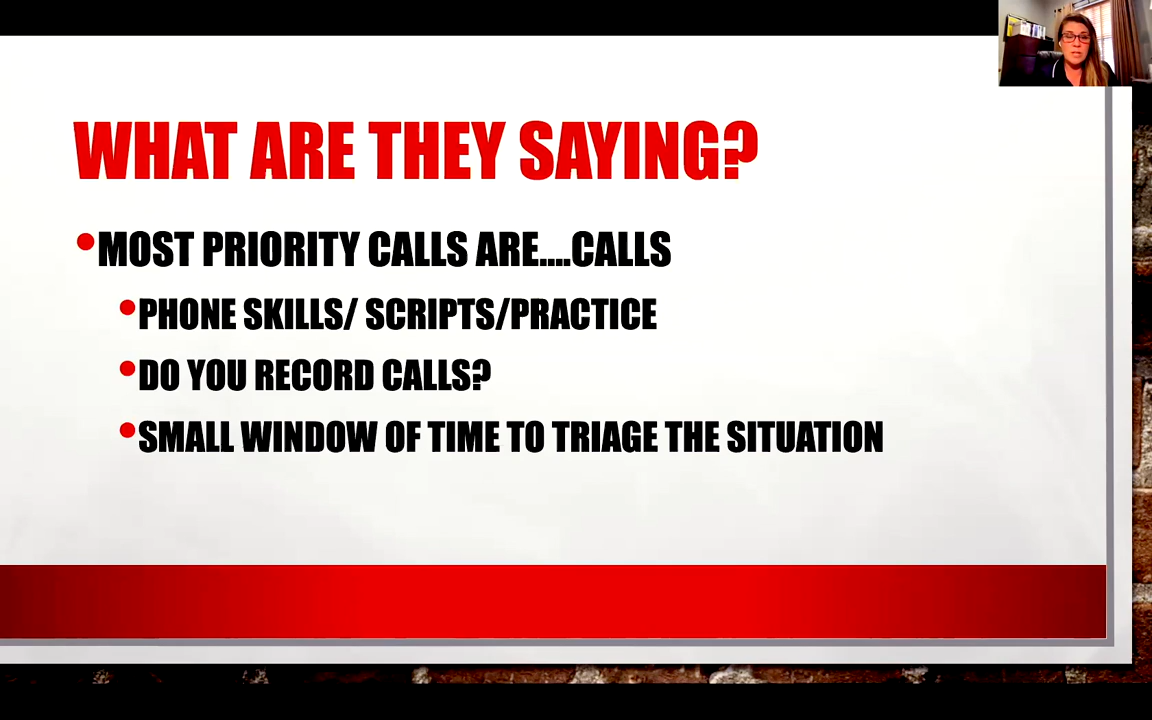 WHAT ARE THEY SAYING?
•MOST PRIORITY CALLS ARE....CALLS
•PHONE SKILLS/ SCRIPTS/PRACTICE
•DO YOU RECORD CALLS?
•SMALL WINDOW OF TIME TO TRIAGE THE SITUATION